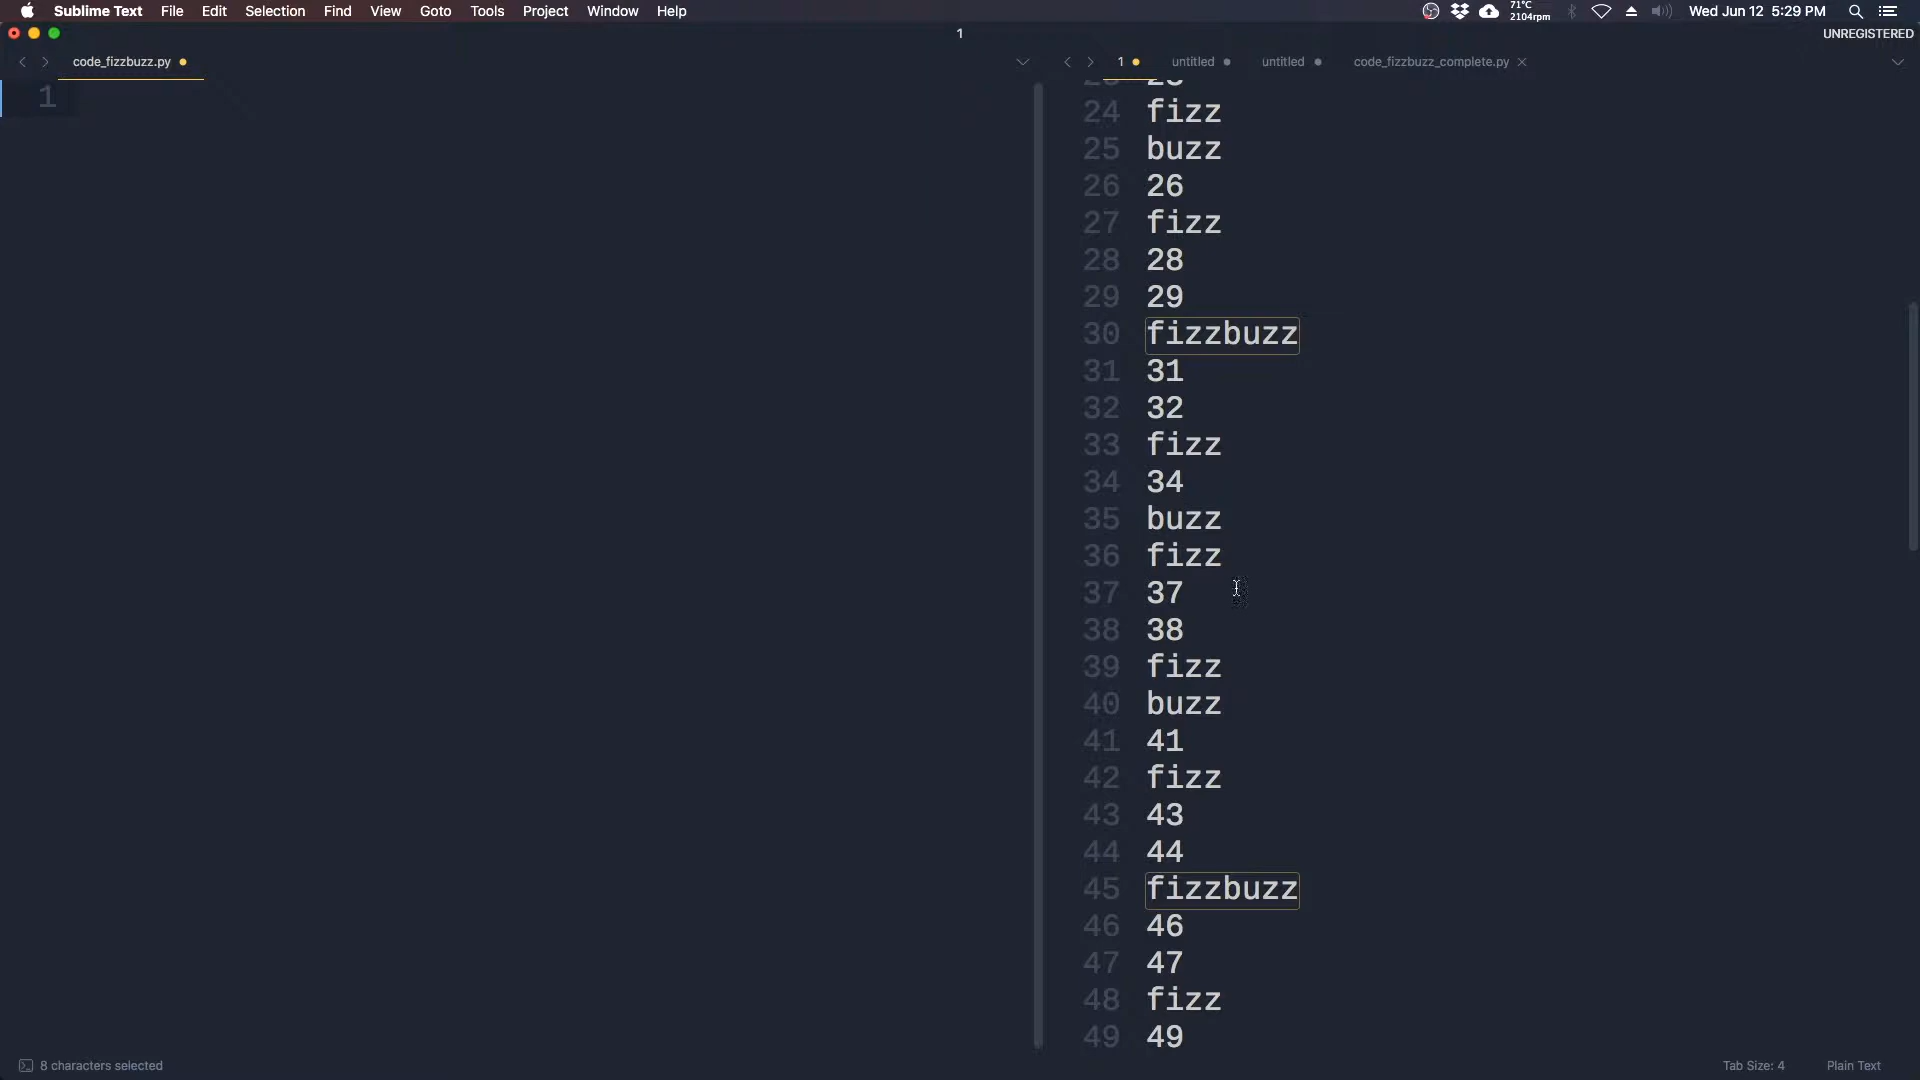 Sublime Text File Edit Selection Find View Goto Tools Project Window Help 71°C 2104rpm Wed Jun 12 5:29 PM
1 UNREGISTERED
code_fizzbuzz.py 1 untitled untitled code_fizzbuzz_complete.py
1
24 fizz
25 buzz
26 26
27 fizz
28 28
29 29
30 fizzbuzz
31 31
32 32
33 fizz
34 34
35 buzz
36 fizz
37 37
38 38
39 fizz
40 buzz
41 41
42 fizz
43 43
44 44
45 fizzbuzz
46 46
47 47
48 fizz
49 49
8 characters selected Tab Size: 4 Plain Text